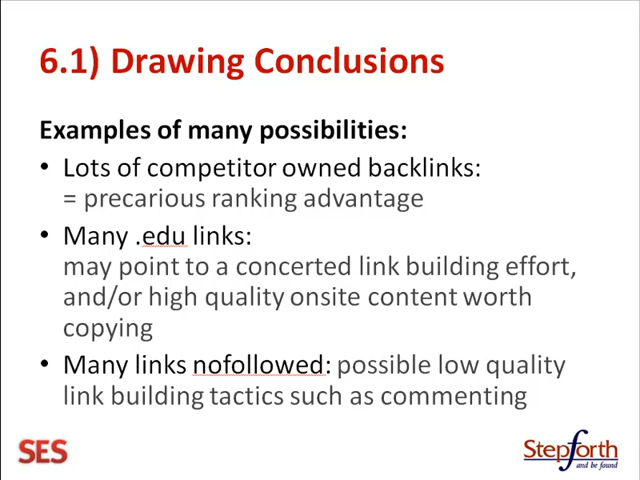 6.1) Drawing Conclusions
Examples of many possibilities:
• Lots of competitor owned backlinks:
= precarious ranking advantage
• Many .edu links:
may point to a concerted link building effort,
and/or high quality onsite content worth
copying
• Many links nofollowed: possible low quality
link building tactics such as commenting
SES
Stepforth
and be found